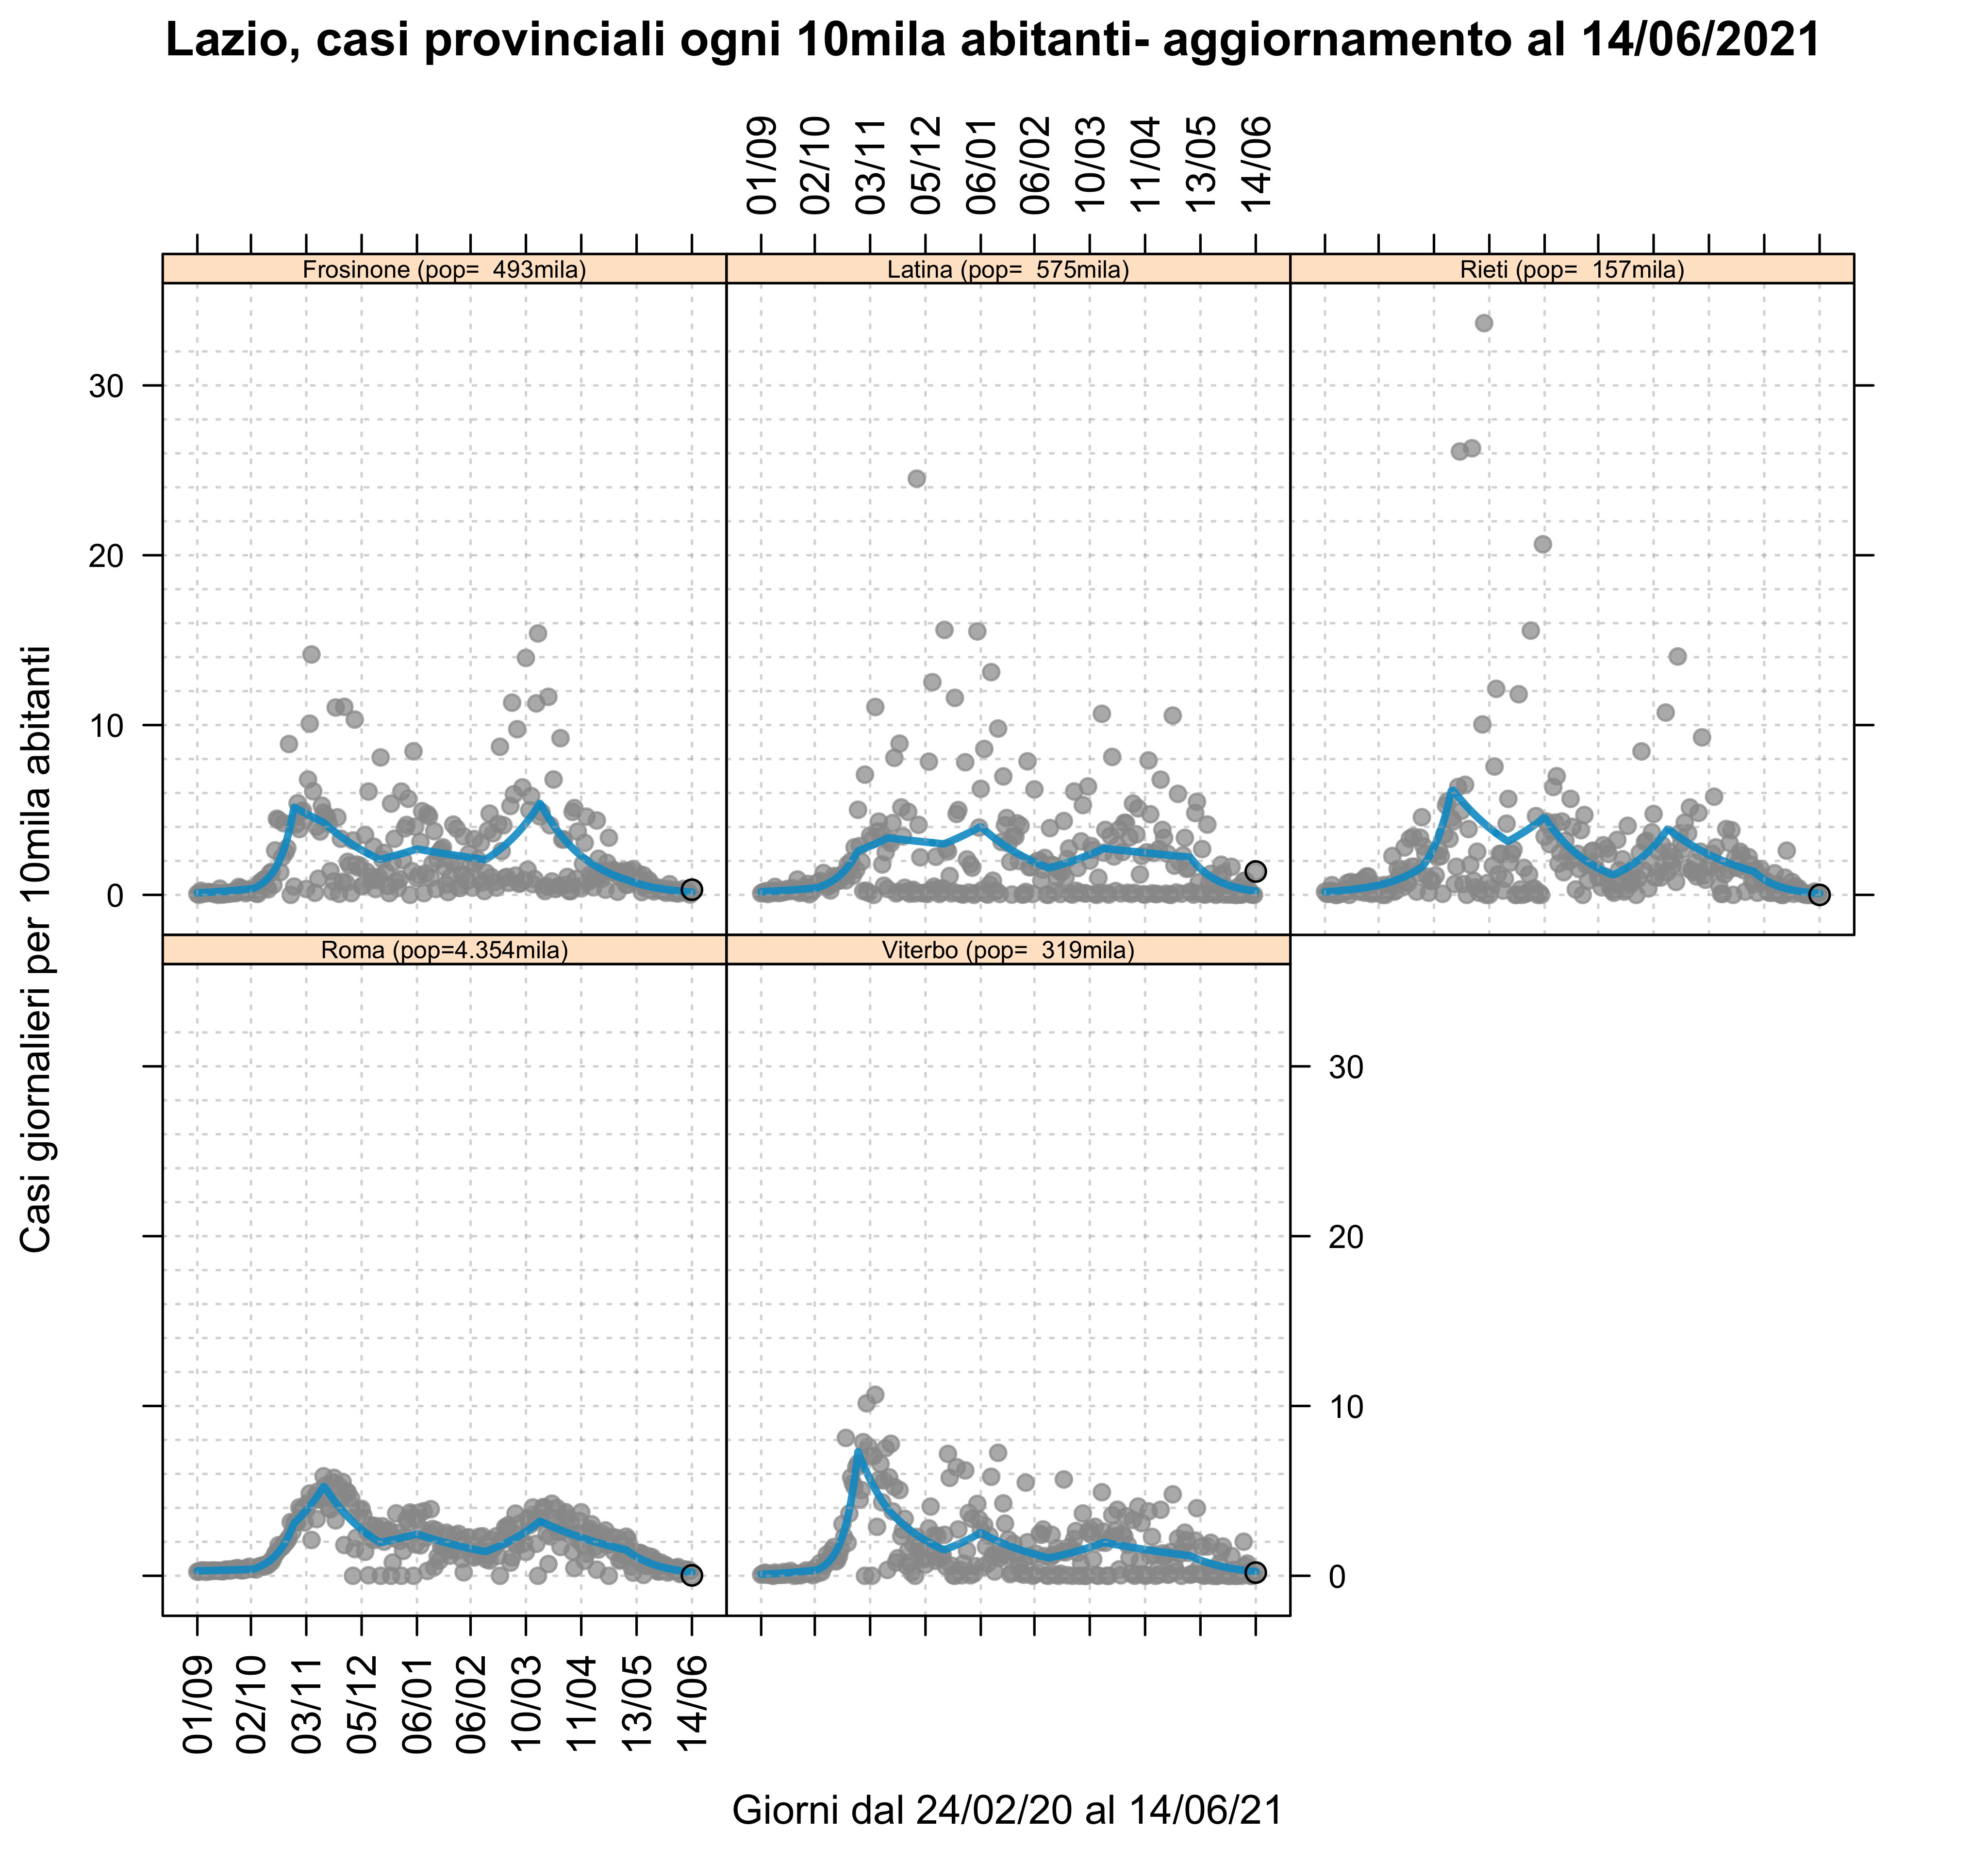 Lazio, casi provinciali ogni 10mila abitanti- aggiornamento al 14/06/2021
01/09 02/10 03/11 05/12 06/01 06/02 10/03 11/04 13/05 14/06
Frosinone (pop=  493mila)
Latina (pop=  575mila)
Rieti (pop=  157mila)
30
20
10
0
Casi giornalieri per 10mila abitanti
Roma (pop=4.354mila)
Viterbo (pop=  319mila)
30
20
10
0
01/09 02/10 03/11 05/12 06/01 06/02 10/03 11/04 13/05 14/06
Giorni dal 24/02/20 al 14/06/21